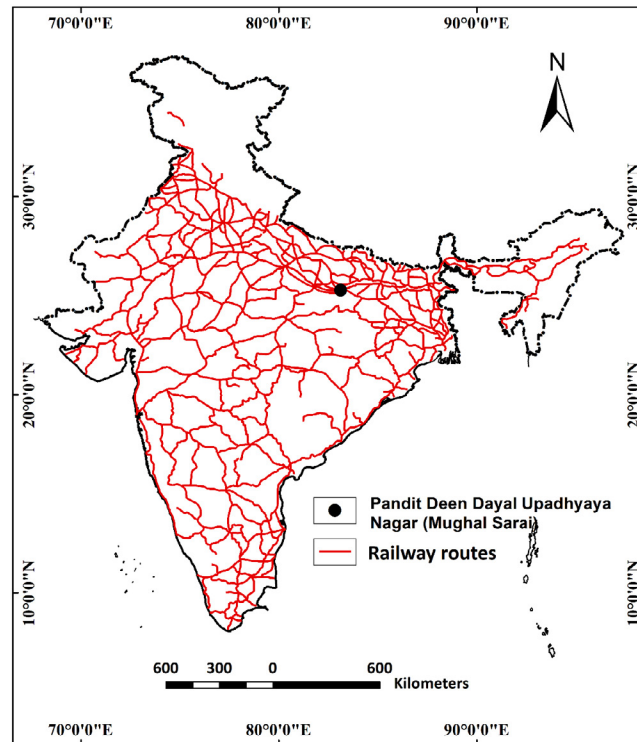 70°0'0"E 80°0'0"E 90°0'0"E
N
30°0'0"N 30°0'0"N
20°0'0"N 20°0'0"N
10°0'0"N 10°0'0"N
Pandit Deen Dayal Upadhyaya
Nagar (Mughal Sarai)
Railway routes
600 300 0 600
Kilometers
70°0'0"E 80°0'0"E 90°0'0"E